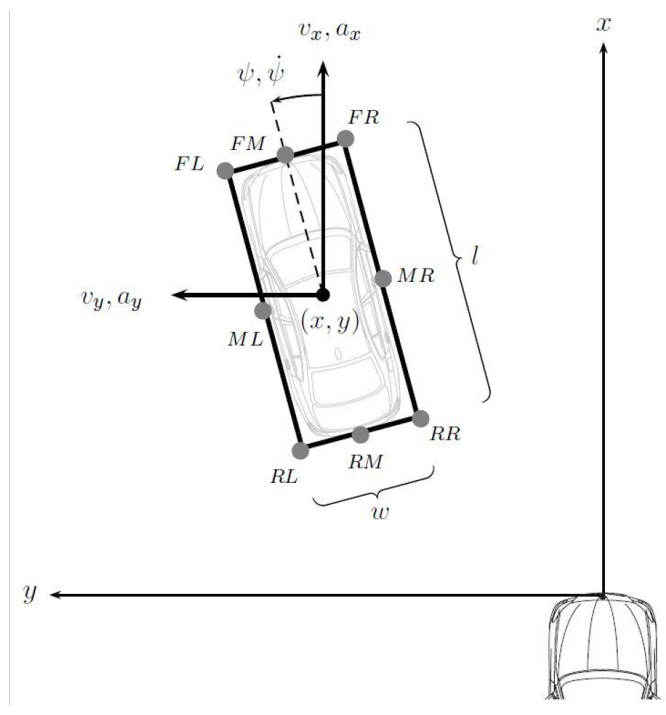 v_x, a_x
x
ψ, ψ̇
FR
FM
FL
l
MR
v_y, a_y
(x, y)
ML
RR
RM
RL
w
y